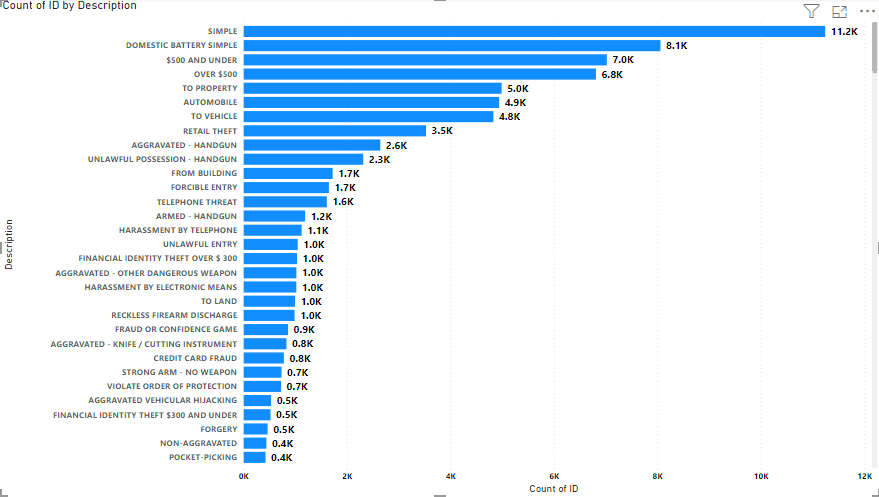 Count of ID by Description
SIMPLE 11.2K
DOMESTIC BATTERY SIMPLE 8.1K
$500 AND UNDER 7.0K
OVER $500 6.8K
TO PROPERTY 5.0K
AUTOMOBILE 4.9K
TO VEHICLE 4.8K
RETAIL THEFT 3.5K
AGGRAVATED - HANDGUN 2.6K
UNLAWFUL POSSESSION - HANDGUN 2.3K
FROM BUILDING 1.7K
FORCIBLE ENTRY 1.7K
TELEPHONE THREAT 1.6K
ARMED - HANDGUN 1.2K
HARASSMENT BY TELEPHONE 1.1K
UNLAWFUL ENTRY 1.0K
FINANCIAL IDENTITY THEFT OVER $ 300 1.0K
AGGRAVATED - OTHER DANGEROUS WEAPON 1.0K
HARASSMENT BY ELECTRONIC MEANS 1.0K
TO LAND 1.0K
RECKLESS FIREARM DISCHARGE 1.0K
FRAUD OR CONFIDENCE GAME 0.9K
AGGRAVATED - KNIFE / CUTTING INSTRUMENT 0.8K
CREDIT CARD FRAUD 0.8K
STRONG ARM - NO WEAPON 0.7K
VIOLATE ORDER OF PROTECTION 0.7K
AGGRAVATED VEHICULAR HIJACKING 0.5K
FINANCIAL IDENTITY THEFT $300 AND UNDER 0.5K
FORGERY 0.5K
NON-AGGRAVATED 0.4K
POCKET-PICKING 0.4K
Description
0K 2K 4K 6K 8K 10K 12K
Count of ID